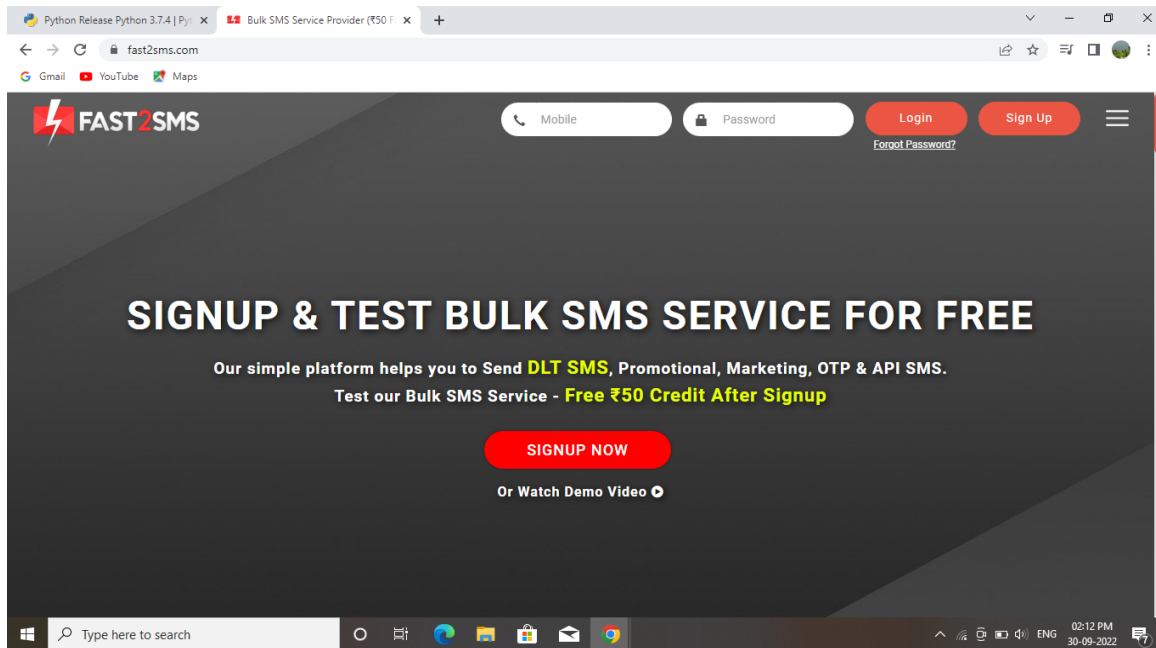 Python Release Python 3.7.4 | Pyt
Bulk SMS Service Provider (₹50 F
fast2sms.com
Gmail YouTube Maps
FAST2SMS
Mobile
Password
Login
Sign Up
Forgot Password?
SIGNUP & TEST BULK SMS SERVICE FOR FREE
Our simple platform helps you to Send DLT SMS, Promotional, Marketing, OTP & API SMS.
Test our Bulk SMS Service - Free ₹50 Credit After Signup
SIGNUP NOW
Or Watch Demo Video
Type here to search
ENG
02:12 PM
30-09-2022
7